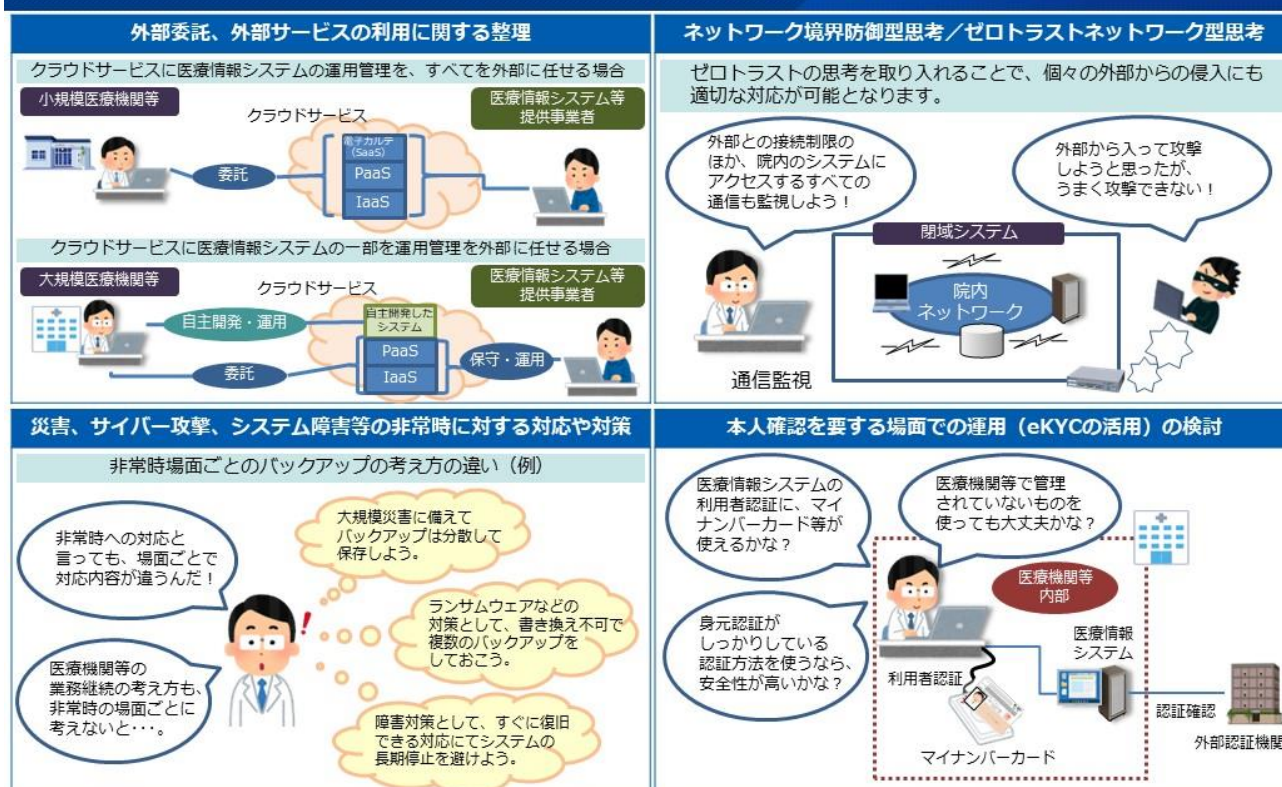 外部委託、外部サービスの利用に関する整理
クラウドサービスに医療情報システムの運用管理を、すべてを外部に任せる場合
小規模医療機関等
クラウドサービス
医療情報システム等
提供事業者
委託
電子カルテ
(SaaS)
PaaS
IaaS
クラウドサービスに医療情報システムの一部を運用管理を外部に任せる場合
大規模医療機関等
クラウドサービス
医療情報システム等
提供事業者
自主開発・運用
自主開発した
システム
PaaS
IaaS
委託
保守・運用
ネットワーク境界防御型思考／ゼロトラストネットワーク型思考
ゼロトラストの思考を取り入れることで、個々の外部からの侵入にも
適切な対応が可能となります。
外部との接続制限の
ほか、院内のシステムに
アクセスするすべての
通信も監視しよう！
外部から入って攻撃
しようと思ったが、
うまく攻撃できない！
閉域システム
院内
ネットワーク
通信監視
災害、サイバー攻撃、システム障害等の非常時に対する対応や対策
非常時場面ごとのバックアップの考え方の違い（例）
非常時への対応と
言っても、場面ごとで
対応内容が違うんだ！
医療機関等の
業務継続の考え方も、
非常時の場面ごとに
考えないと・・・。
大規模災害に備えて
バックアップは分散して
保存しよう。
ランサムウェアなどの
対策として、書き換え不可で
複数のバックアップを
しておこう。
障害対策として、すぐに復旧
できる対応にてシステムの
長期停止を避けよう。
本人確認を要する場面での運用（eKYCの活用）の検討
医療情報システムの
利用者認証に、マイ
ナンバーカード等が
使えるかな？
医療機関等で管理
されていないものを
使っても大丈夫かな？
身元認証が
しっかりしている
認証方法を使うなら、
安全性が高いかな？
医療機関等
内部
利用者認証
医療情報
システム
マイナンバーカード
認証確認
外部認証機関